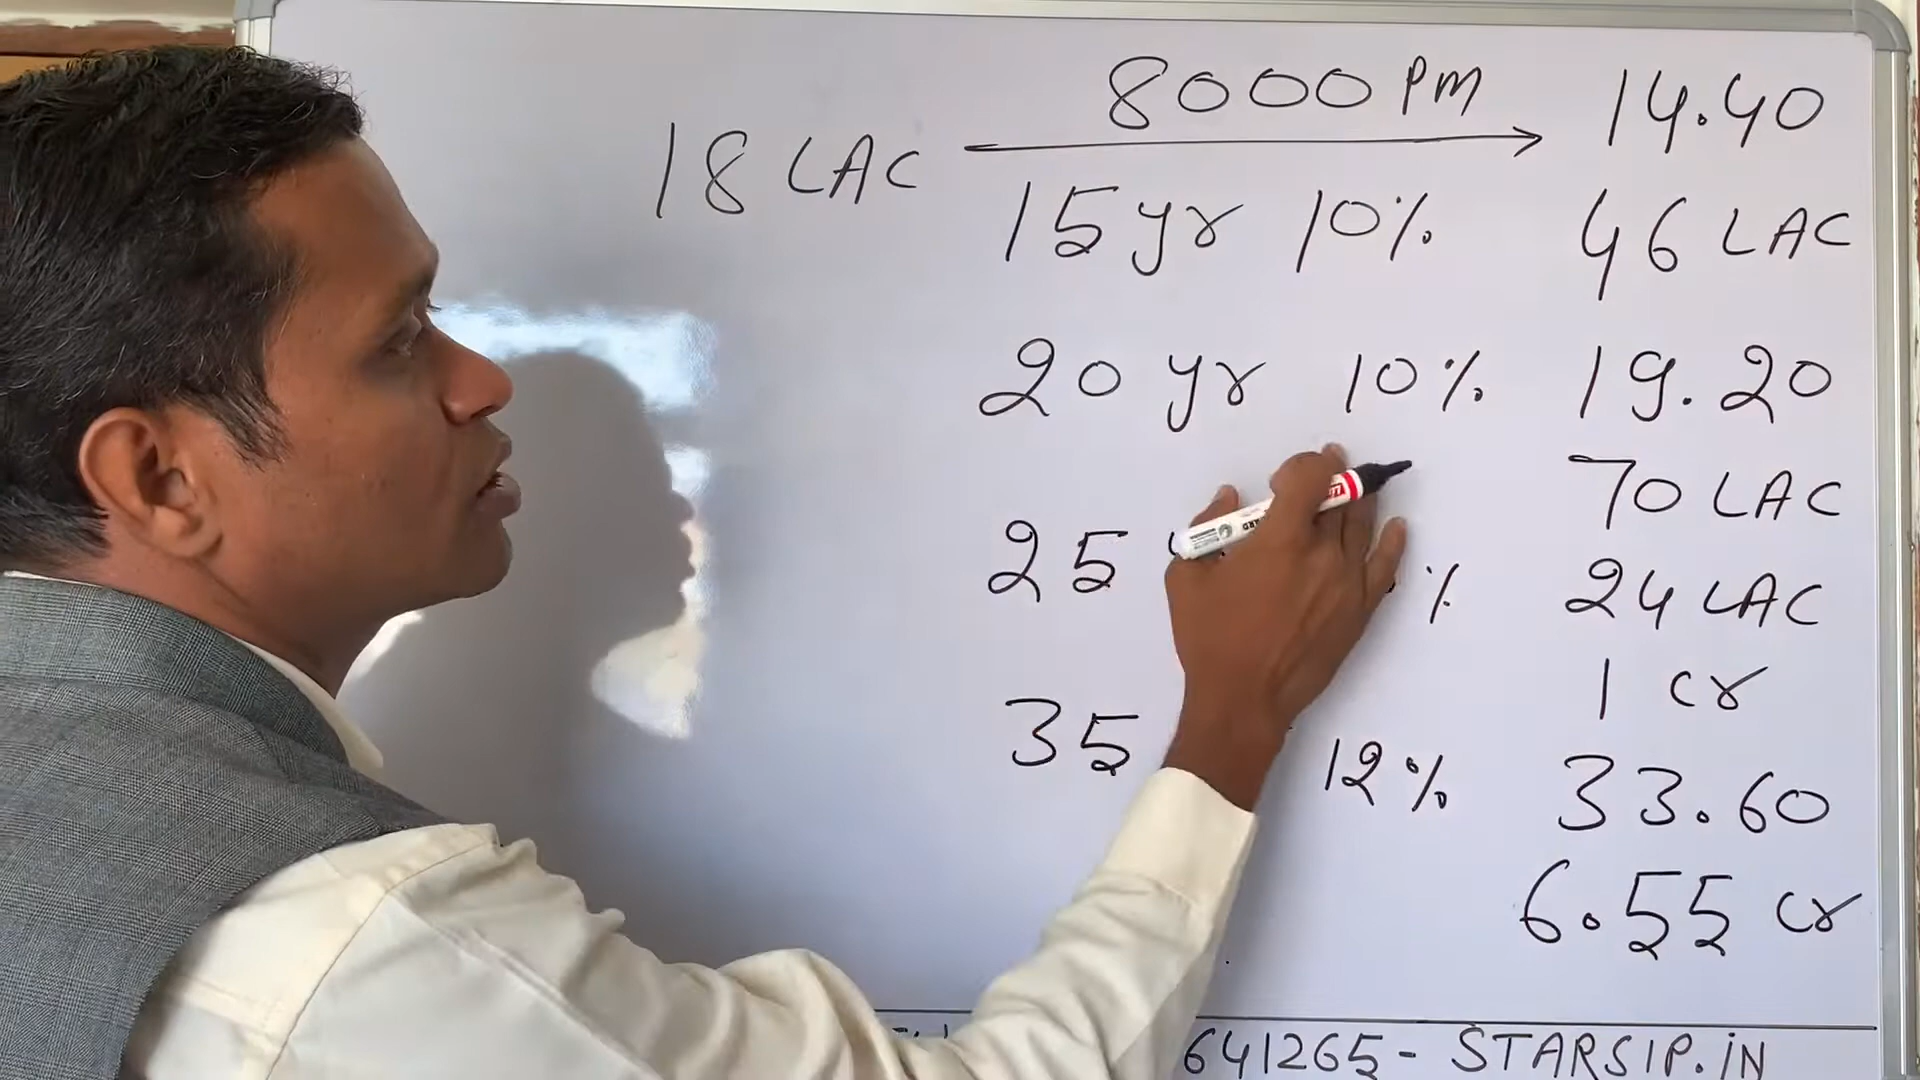 8000 PM 14.40
18 LAC
15 yr 10% 46 LAC
20 yr 10% 19.20
70 LAC
25 % 24 LAC
1 cr
35 12% 33.60
6.55 cr
641265- STARSIP.iN